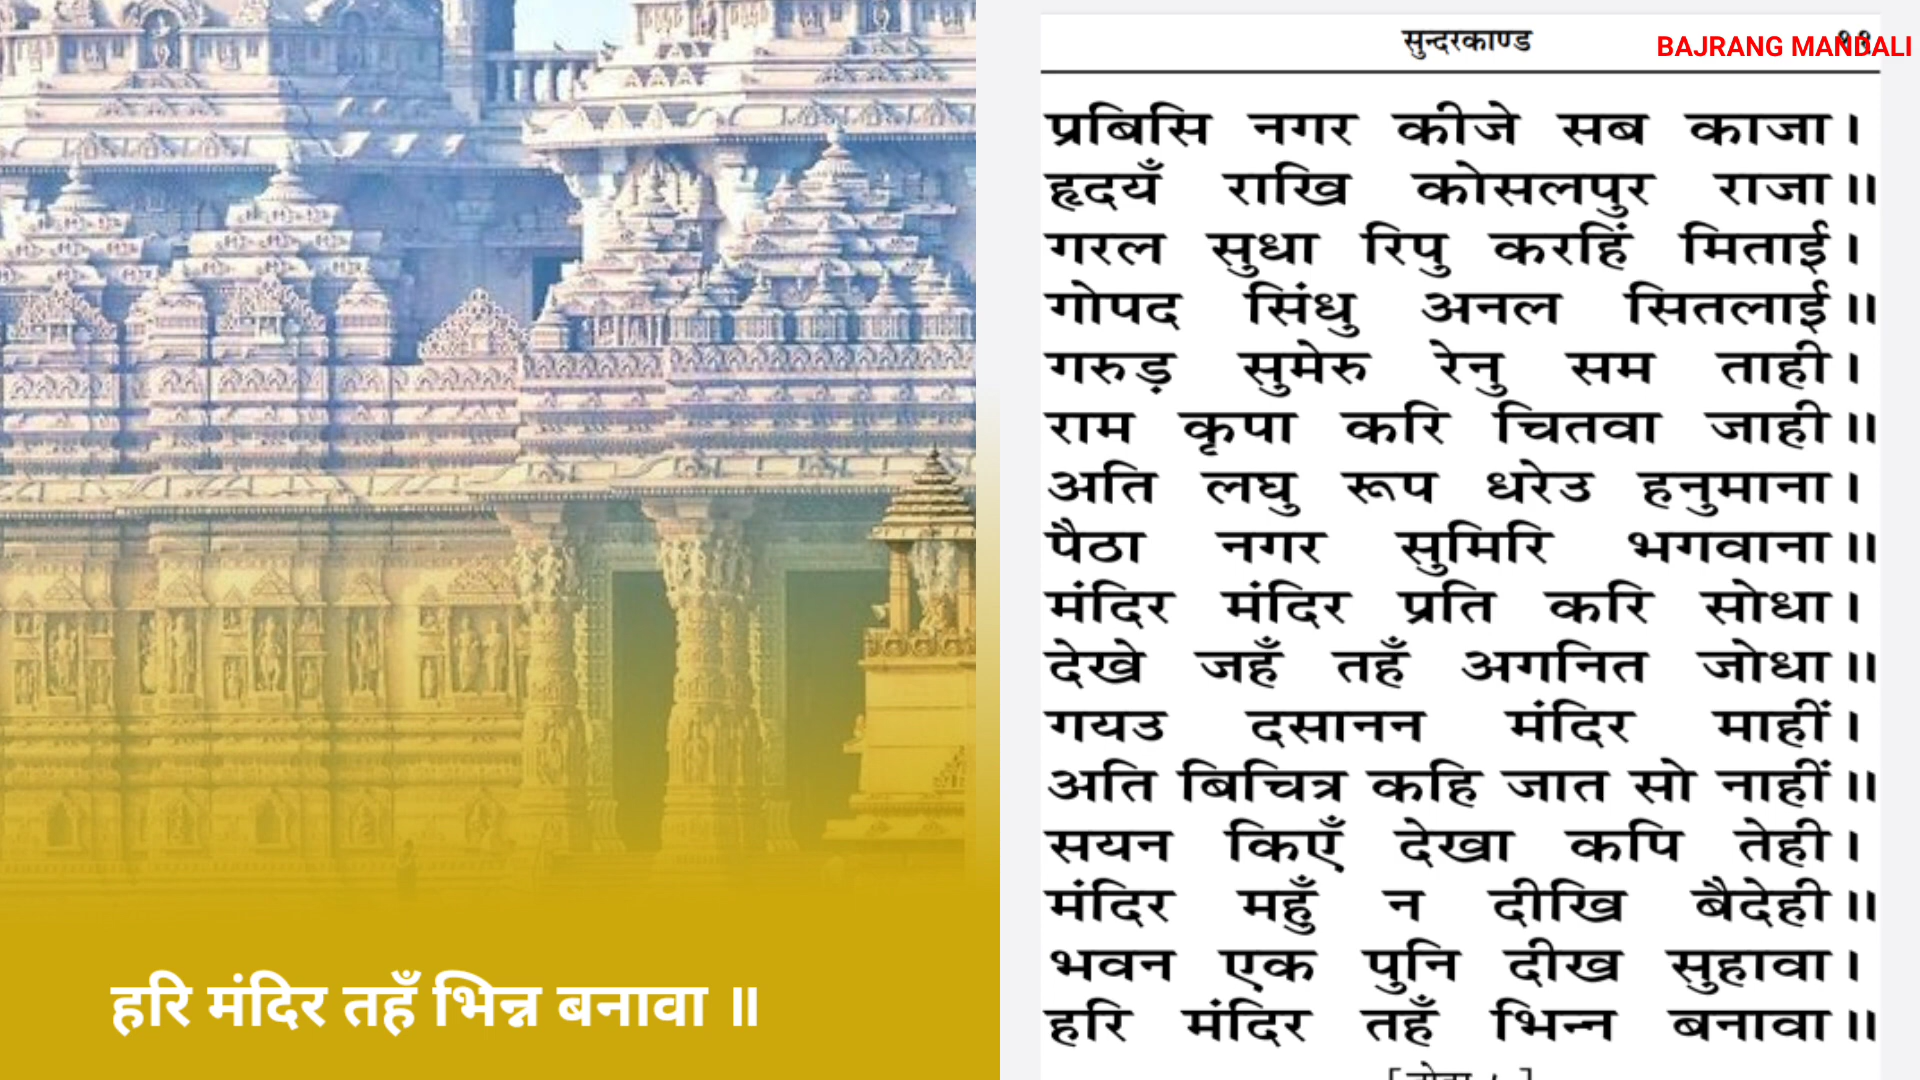 हरि मंदिर तहँ भिन्न बनावा ॥
सुन्दरकाण्ड
BAJRANG MANDALI
प्रबिसि नगर कीजे सब काजा।
हृदयँ राखि कोसलपुर राजा॥
गरल सुधा रिपु करहिं मिताई।
गोपद सिंधु अनल सितलाई॥
गरुड़ सुमेरु रेनु सम ताही।
राम कृपा करि चितवा जाही॥
अति लघु रूप धरेउ हनुमाना।
पैठा नगर सुमिरि भगवाना॥
मंदिर मंदिर प्रति करि सोधा।
देखे जहँ तहँ अगनित जोधा॥
गयउ दसानन मंदिर माहीं।
अति बिचित्र कहि जात सो नाहीं॥
सयन किएँ देखा कपि तेही।
मंदिर महुँ न दीखि बैदेही॥
भवन एक पुनि दीख सुहावा।
हरि मंदिर तहँ भिन्न बनावा॥